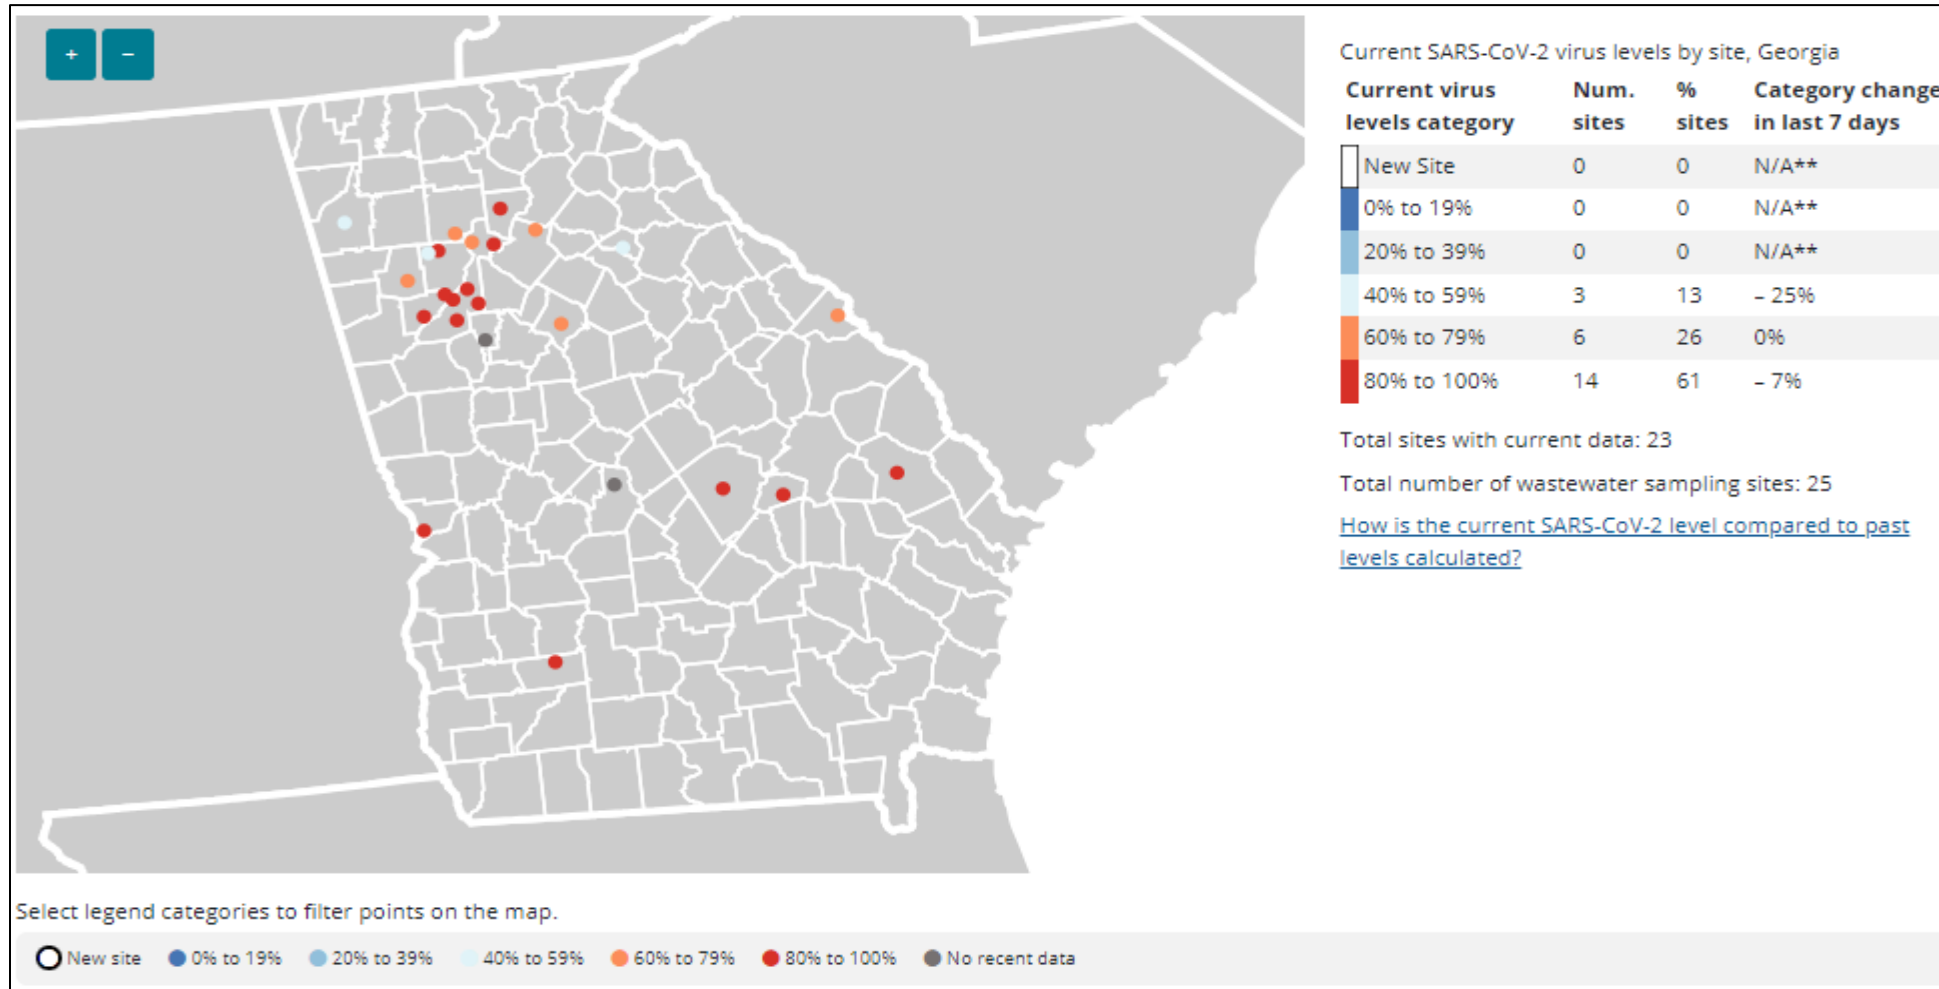 + −
Current SARS-CoV-2 virus levels by site, Georgia
Current virus levels category Num. sites % sites Category change in last 7 days
New Site 0 0 N/A**
0% to 19% 0 0 N/A**
20% to 39% 0 0 N/A**
40% to 59% 3 13 – 25%
60% to 79% 6 26 0%
80% to 100% 14 61 – 7%
Total sites with current data: 23
Total number of wastewater sampling sites: 25
How is the current SARS-CoV-2 level compared to past
levels calculated?
Select legend categories to filter points on the map.
New site 0% to 19% 20% to 39% 40% to 59% 60% to 79% 80% to 100% No recent data